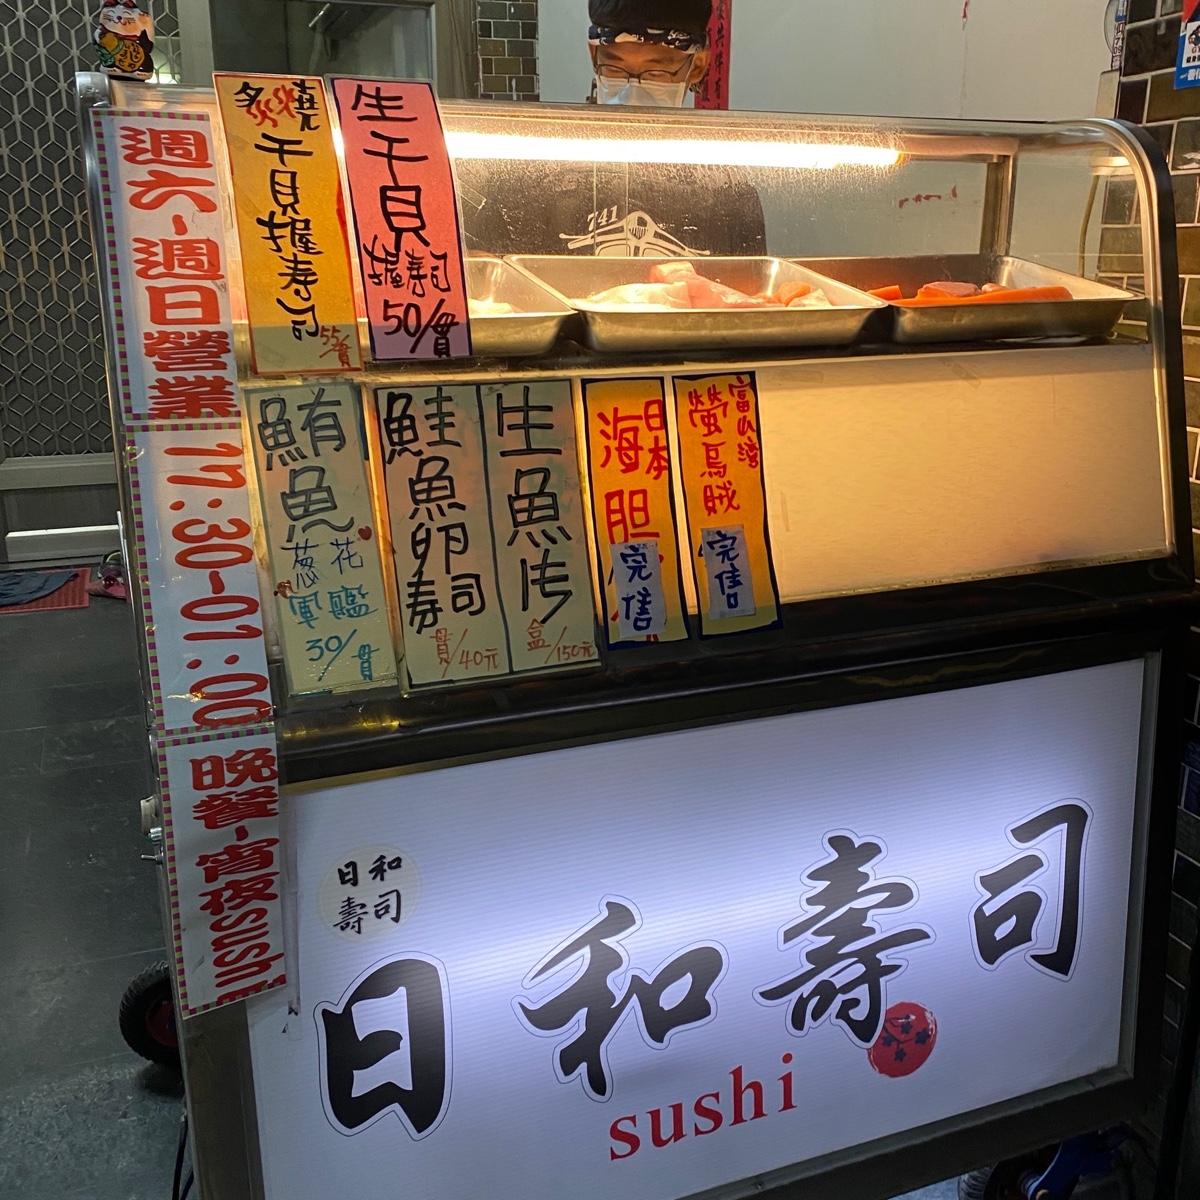 週六~週日營業
17:30~01:00
晚餐~宵夜sushi
炙燒
干貝握壽司
55/貫
生干貝
握壽司
50/貫
鮪魚
蔥花
軍艦
30/貫
鮭魚卵壽司
貫/40元
生魚片
盒/150元
日本
海胆
完售
富山灣
螢烏賊
完售
741
日和
壽司
日和壽司
sushi